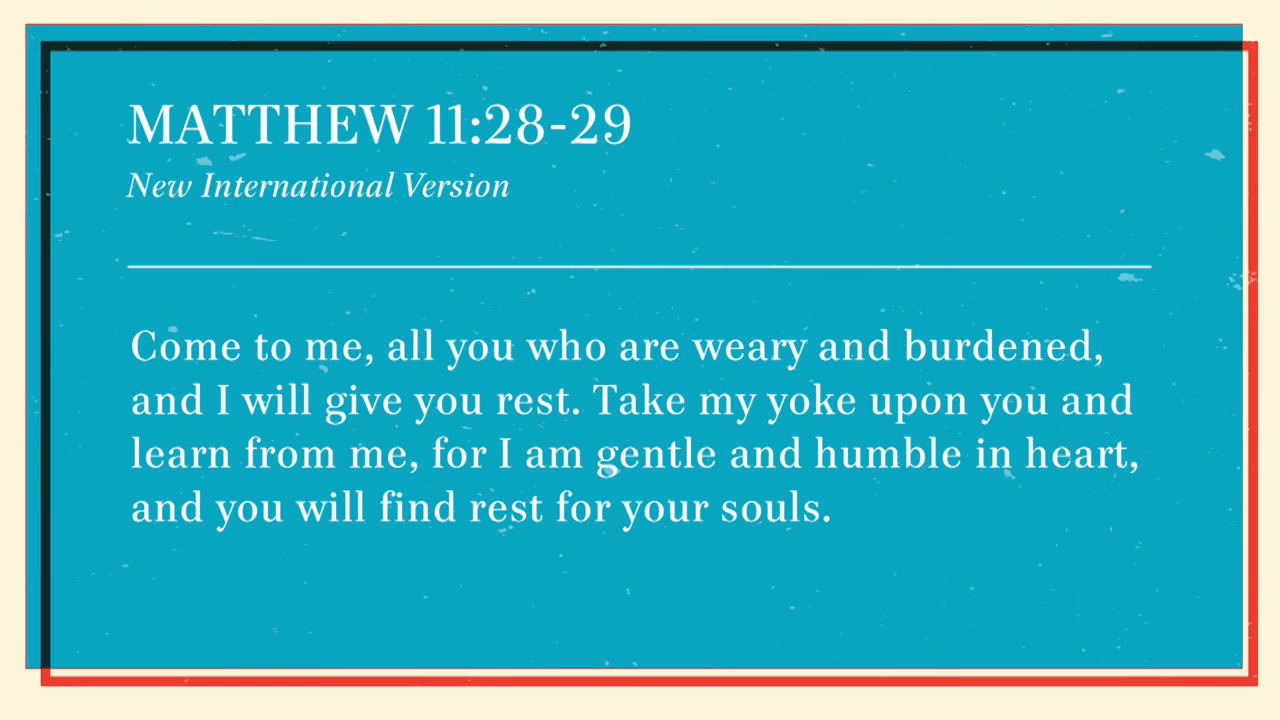 MATTHEW 11:28-29
New International Version
Come to me, all you who are weary and burdened,
and I will give you rest. Take my yoke upon you and
learn from me, for I am gentle and humble in heart,
and you will find rest for your souls.